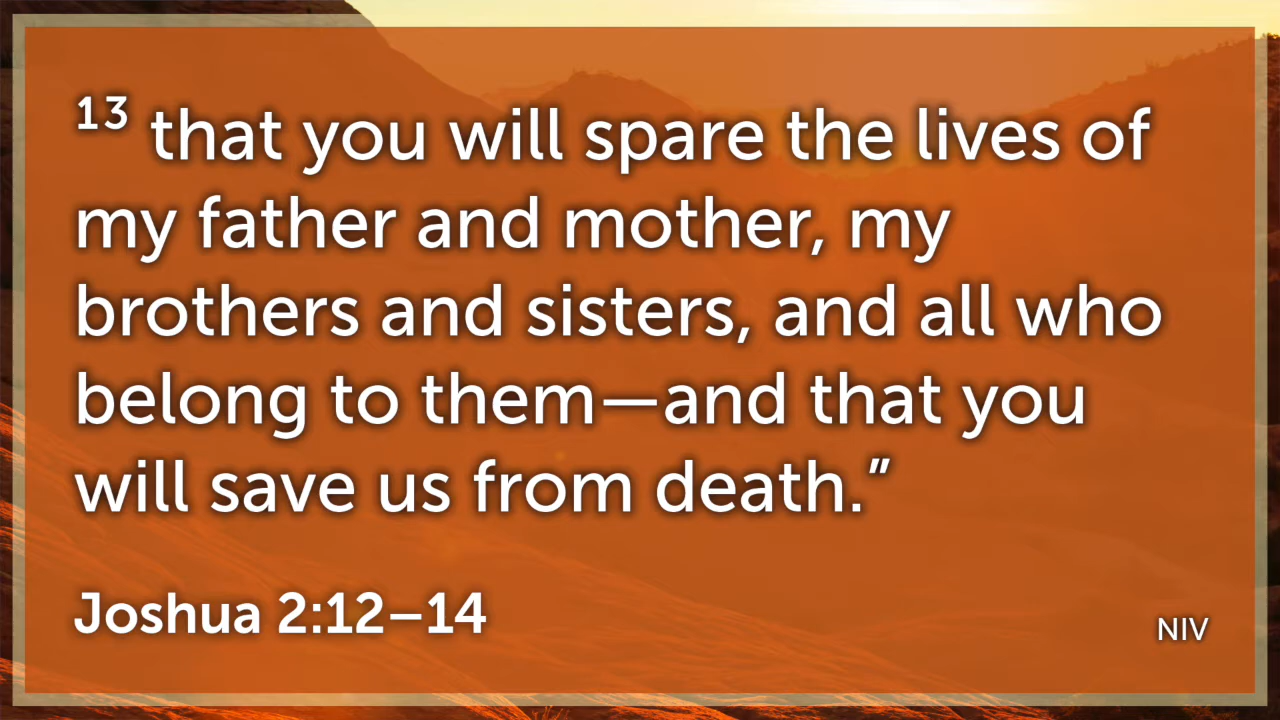 13 that you will spare the lives of
my father and mother, my
brothers and sisters, and all who
belong to them—and that you
will save us from death.”
Joshua 2:12–14
NIV